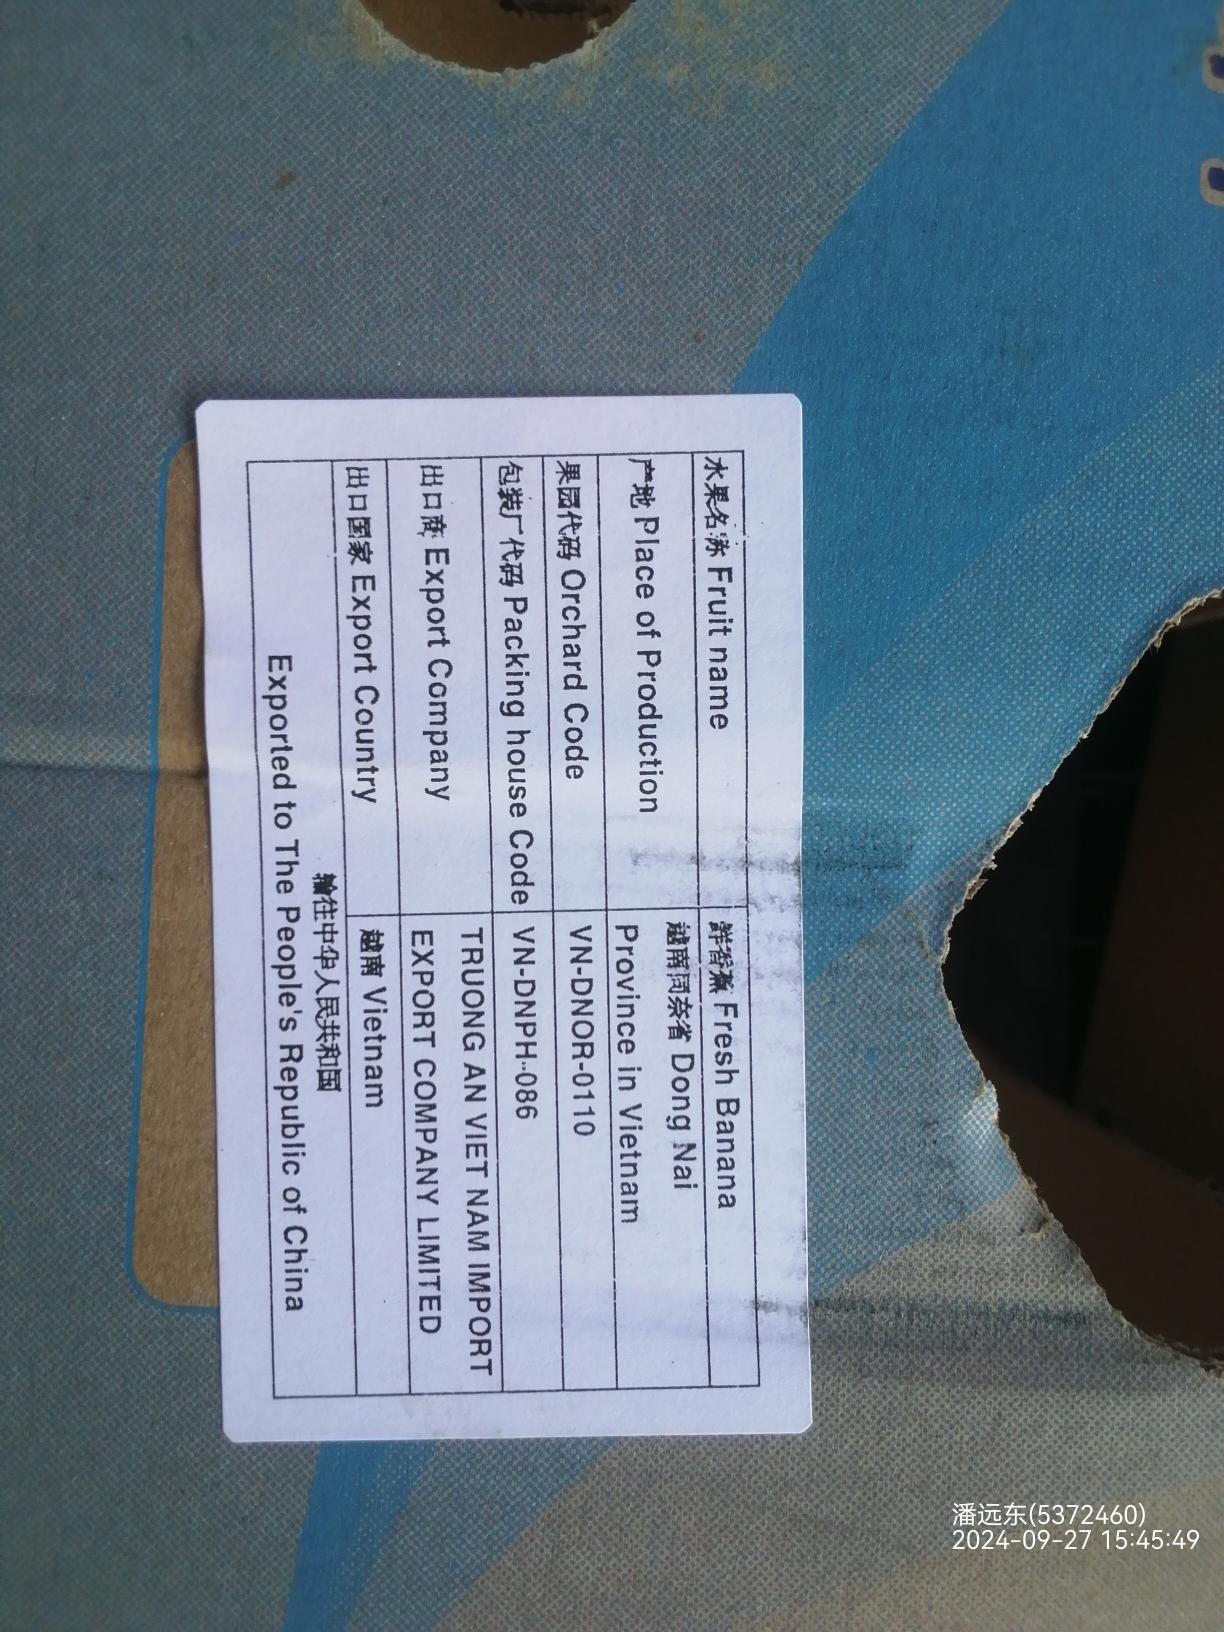 水果名称 Fruit name 鲜香蕉 Fresh Banana
产地 Place of Production 越南同奈省 Dong Nai
Province in Vietnam
果园代码 Orchard Code VN-DNOR-0110
包装厂代码 Packing house Code VN-DNPH-086
出口商 Export Company TRUONG AN VIET NAM IMPORT
EXPORT COMPANY LIMITED
出口国家 Export Country 越南 Vietnam
输往中华人民共和国
Exported to The People's Republic of China
潘远东(5372460)
2024-09-27 15:45:49